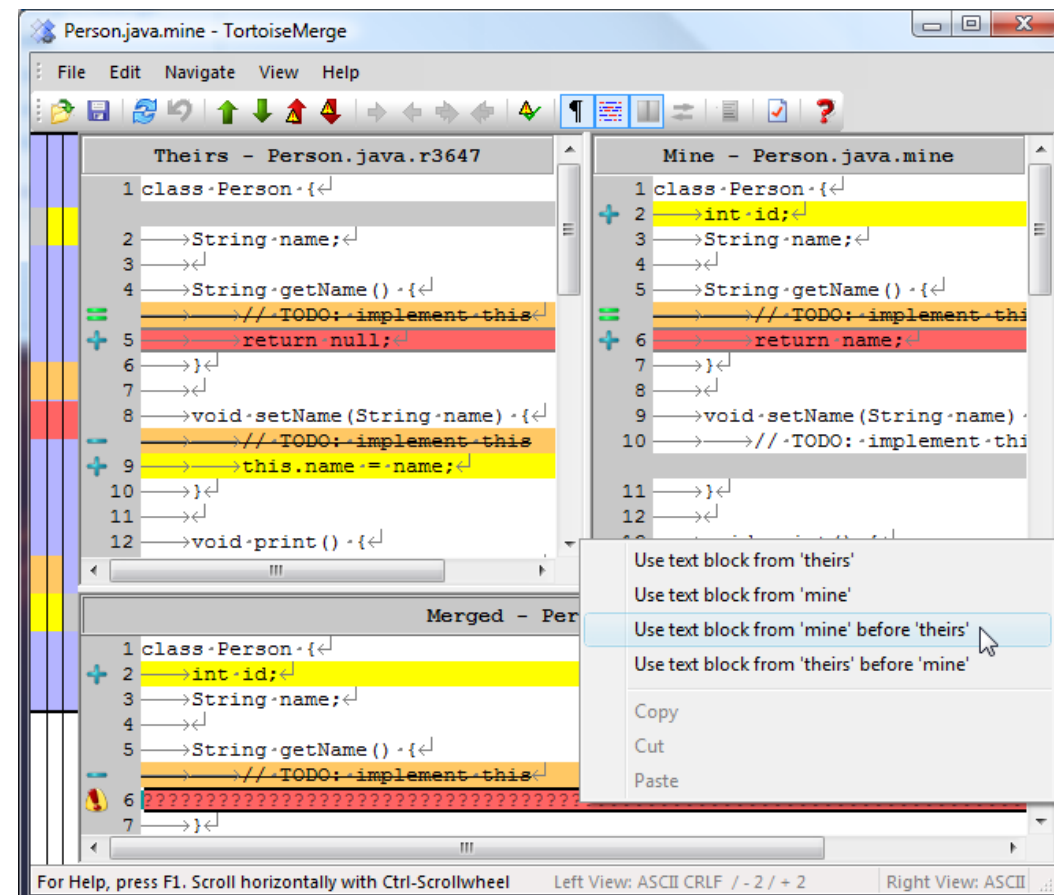 Person.java.mine - TortoiseMerge
File Edit Navigate View Help
Theirs - Person.java.r3647
1 class·Person·{
2 String·name;
3
4 String·getName()·{
//·TODO:·implement·this
5 return·null;
6 }
7
8 void·setName(String·name)·{
//·TODO:·implement·this
9 this.name·=·name;
10 }
11
12 void·print()·{
Mine - Person.java.mine
1 class·Person·{
2 int·id;
3 String·name;
4
5 String·getName()·{
//·TODO:·implement·thi
6 return·name;
7 }
8
9 void·setName(String·name)·
10 //·TODO:·implement·thi
11 }
12
Merged - Per
1 class·Person·{
2 int·id;
3 String·name;
4
5 String·getName()·{
//·TODO:·implement·this
6 ???????????????????????????????????
7 }
Use text block from 'theirs'
Use text block from 'mine'
Use text block from 'mine' before 'theirs'
Use text block from 'theirs' before 'mine'
Copy
Cut
Paste
For Help, press F1. Scroll horizontally with Ctrl-Scrollwheel Left View: ASCII CRLF / - 2 / + 2 Right View: ASCII